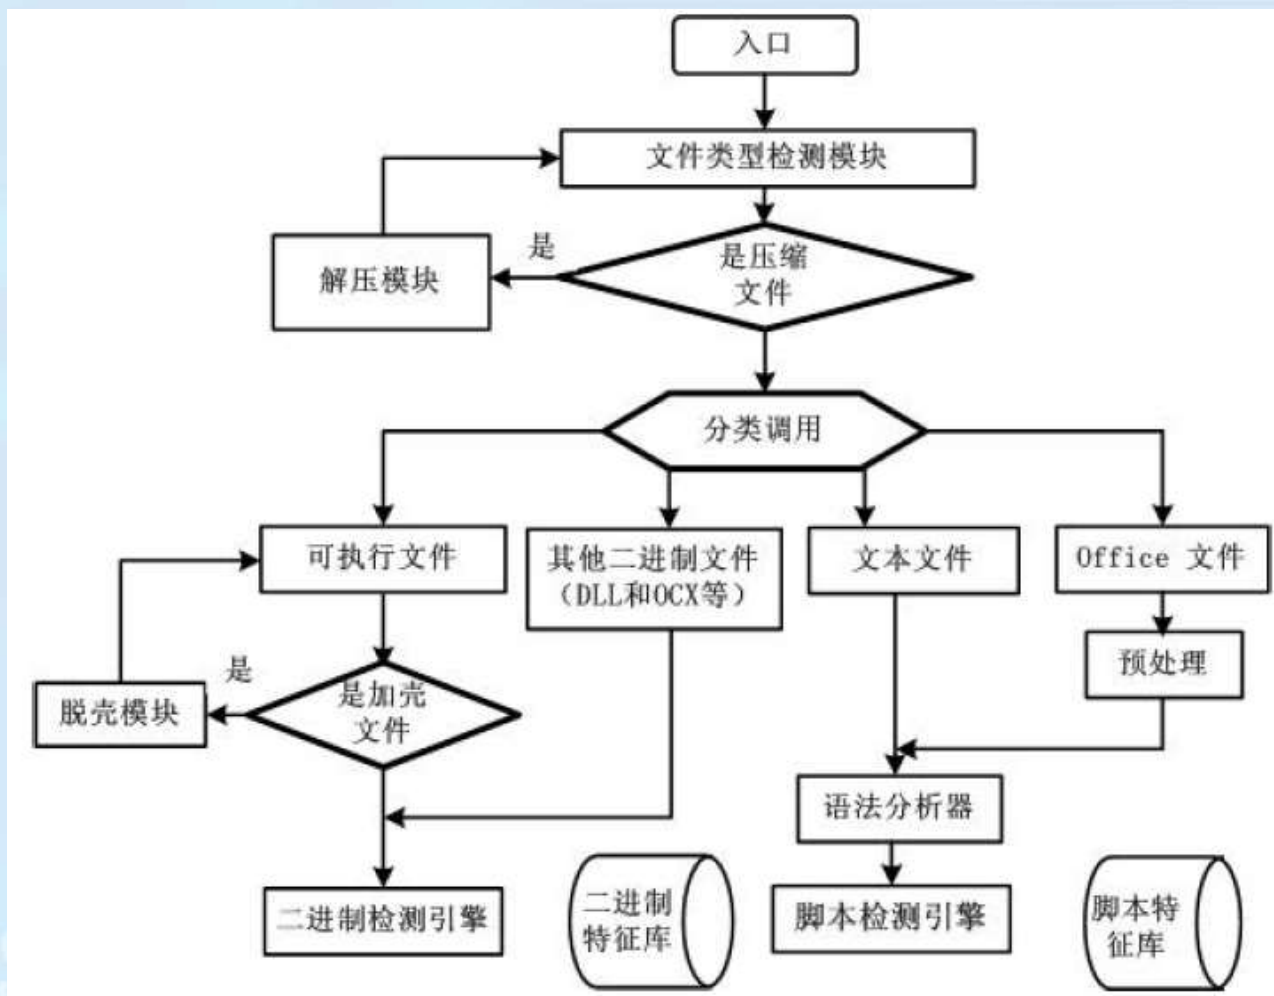 入口
文件类型检测模块
是
是压缩
文件
解压模块
分类调用
可执行文件
其他二进制文件
（DLL和OCX等）
文本文件
Office 文件
预处理
是
是加壳
文件
脱壳模块
语法分析器
二进制检测引擎
二进制
特征库
脚本检测引擎
脚本特
征库